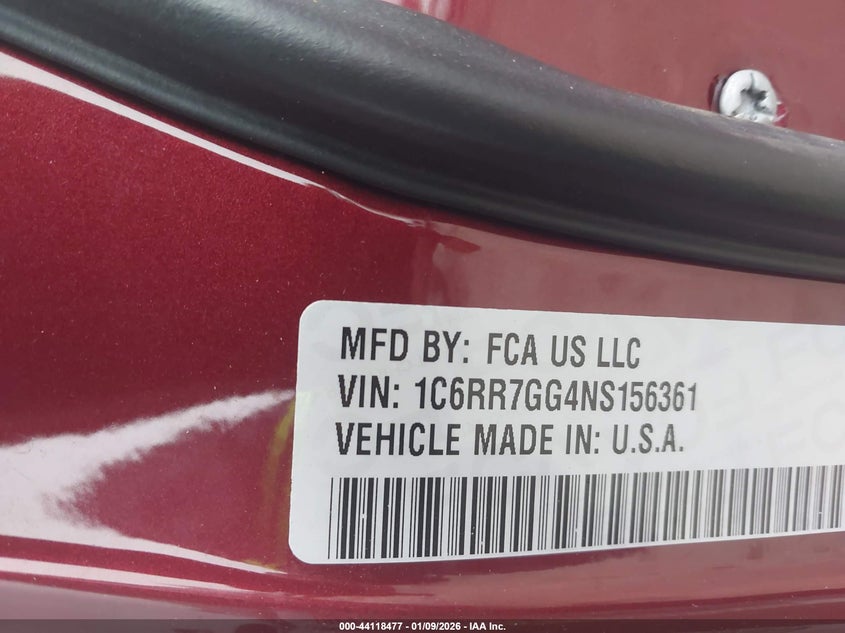 MFD BY: FCA US LLC
VIN: 1C6RR7GG4NS156361
VEHICLE MADE IN: U.S.A.
000-44118477 - 01/09/2026 - IAA Inc.